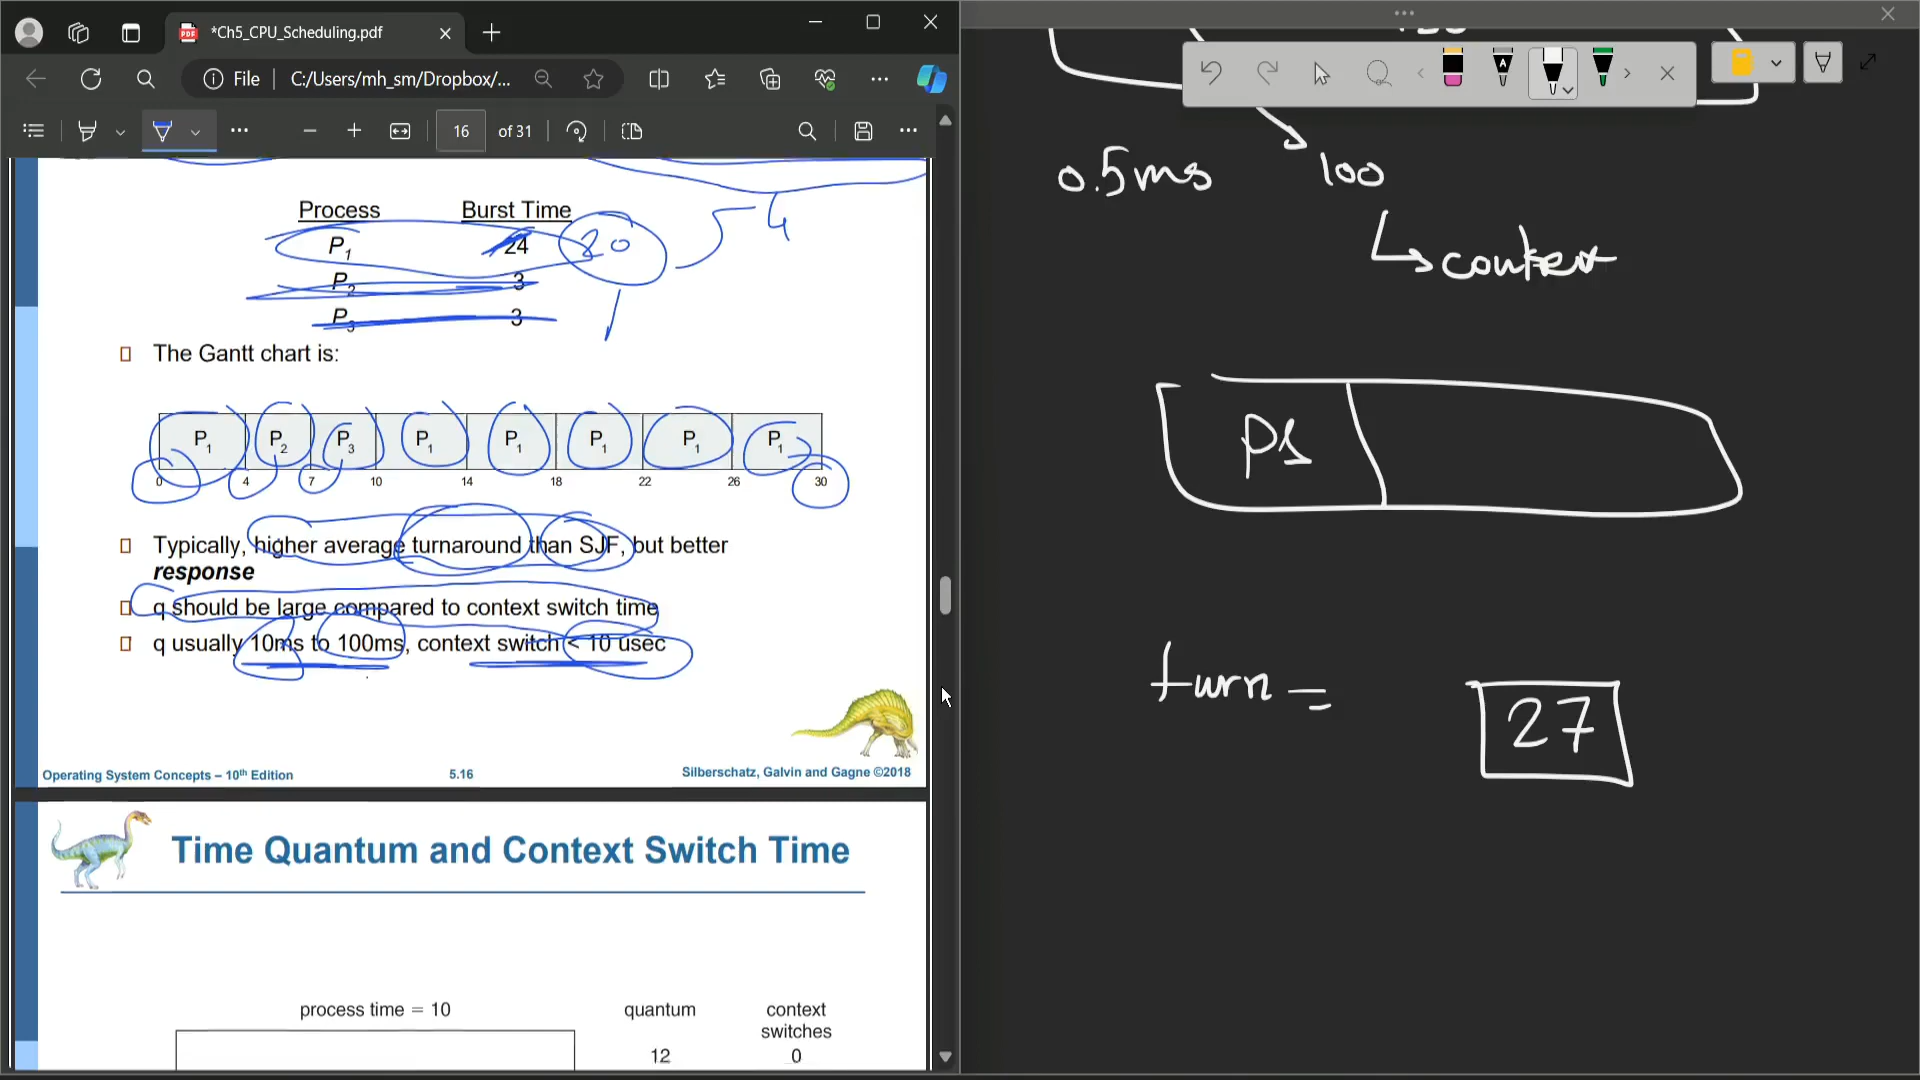 *Ch5_CPU_Scheduling.pdf
File C:/Users/mh_sm/Dropbox/...
16 of 31
Process Burst Time
P1 24 20 4
P2 3
P3 3
The Gantt chart is:
P1 P2 P3 P1 P1 P1 P1 P1
0 4 7 10 14 18 22 26 30
Typically, higher average turnaround than SJF, but better
response
q should be large compared to context switch time
q usually 10ms to 100ms, context switch < 10 usec
Operating System Concepts – 10th Edition 5.16 Silberschatz, Galvin and Gagne ©2018
Time Quantum and Context Switch Time
process time = 10 quantum context
switches
12 0
0.5ms 100
context
turn = 27